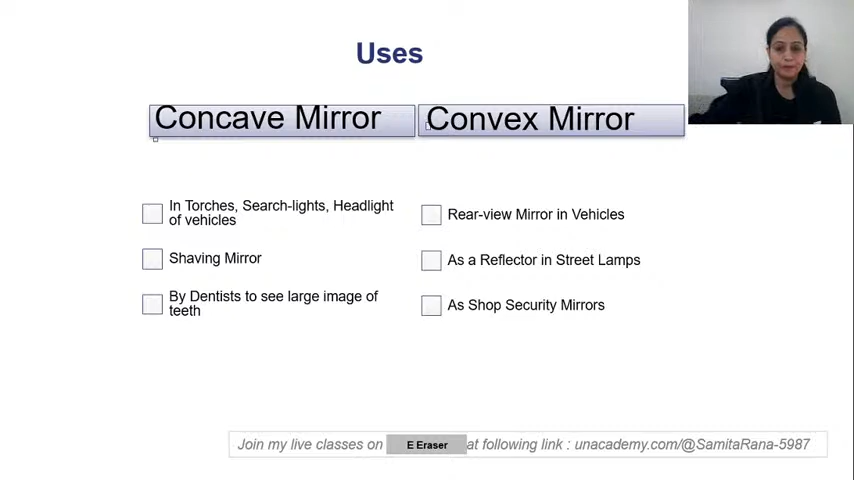 Uses
Concave Mirror
Convex Mirror
In Torches, Search-lights, Headlight
of vehicles
Shaving Mirror
By Dentists to see large image of
teeth
Rear-view Mirror in Vehicles
As a Reflector in Street Lamps
As Shop Security Mirrors
Join my live classes on E Eraser at following link : unacademy.com/@SamitaRana-5987